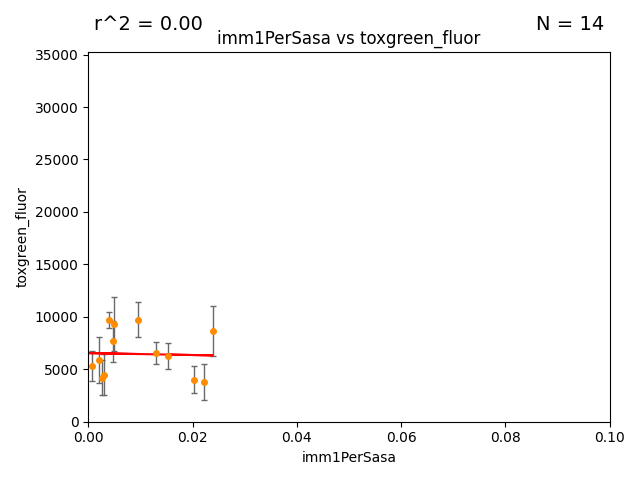 r^2 = 0.00
N = 14
imm1PerSasa vs toxgreen_fluor
35000
30000
25000
20000
15000
10000
5000
0
toxgreen_fluor
0.00
0.02
0.04
0.06
0.08
0.10
imm1PerSasa